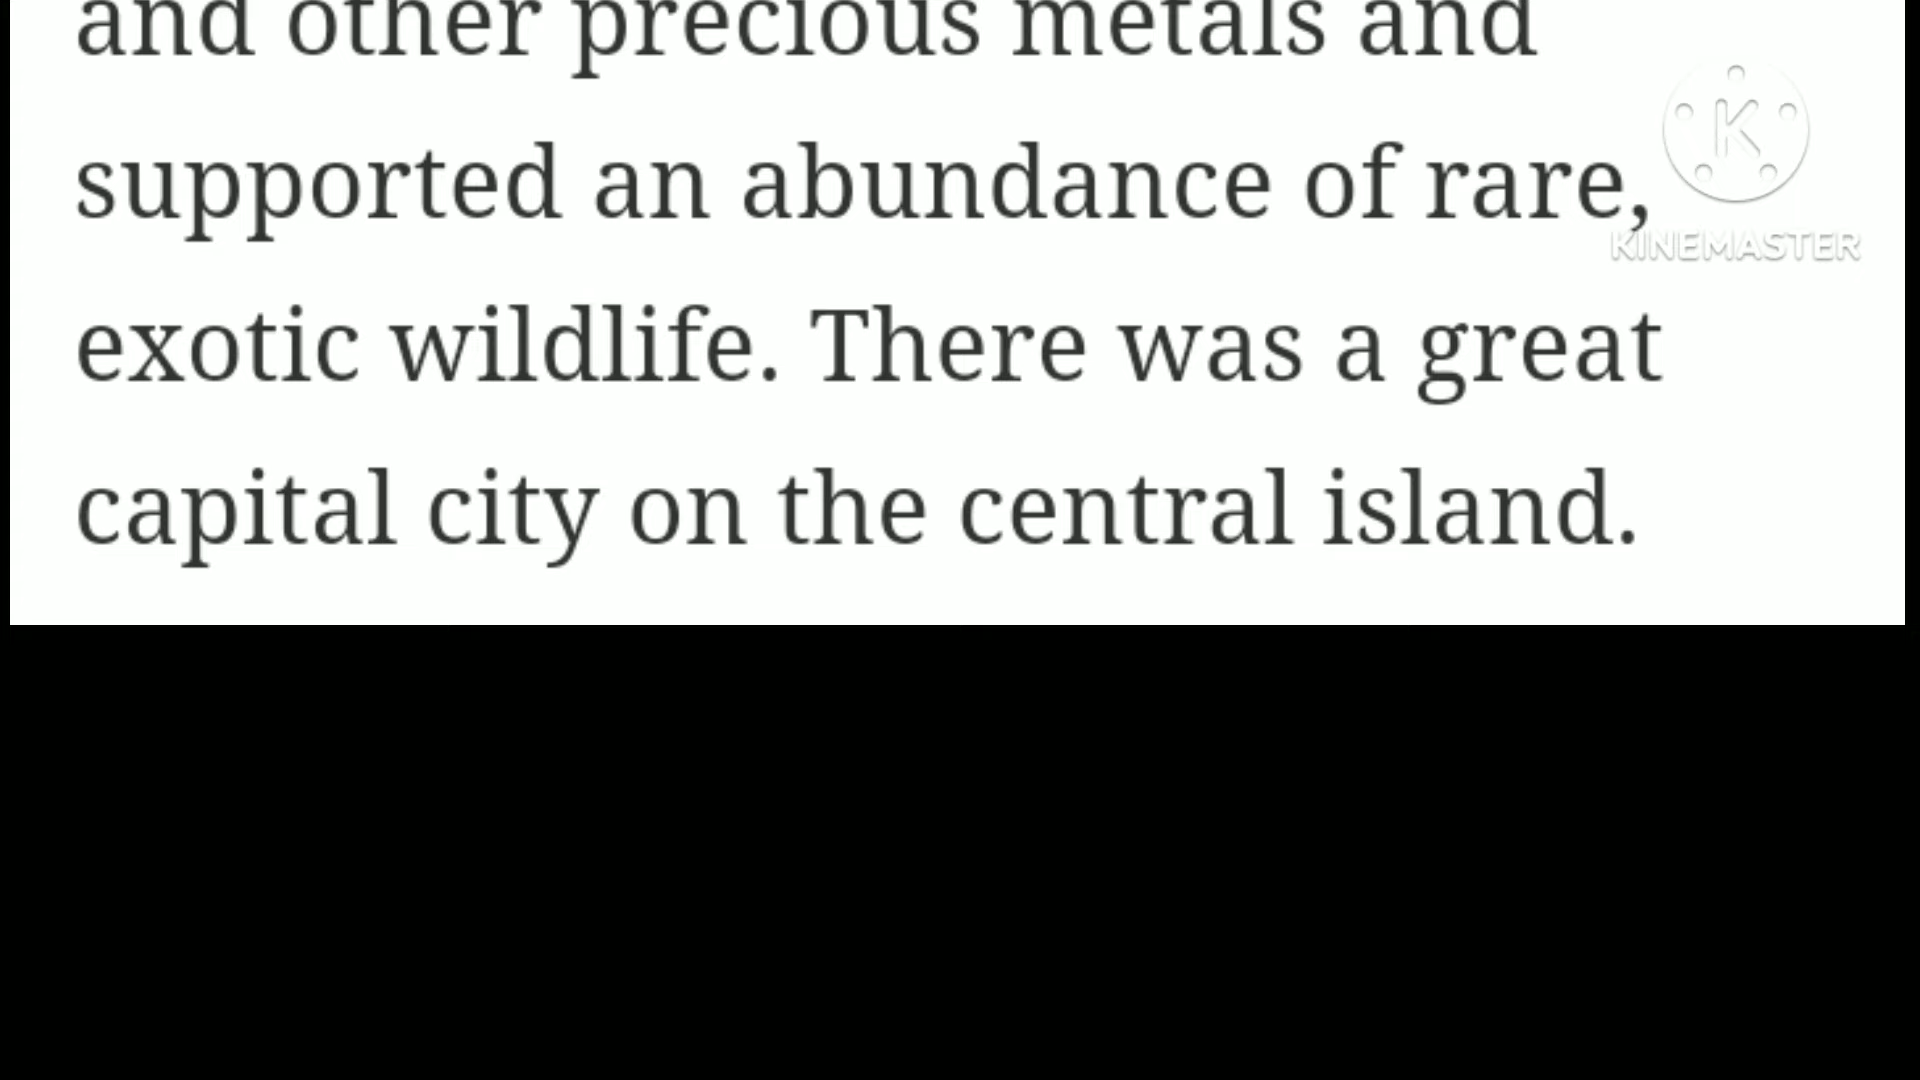 and other precious metals and
supported an abundance of rare,
KINEMASTER
exotic wildlife. There was a great
capital city on the central island.